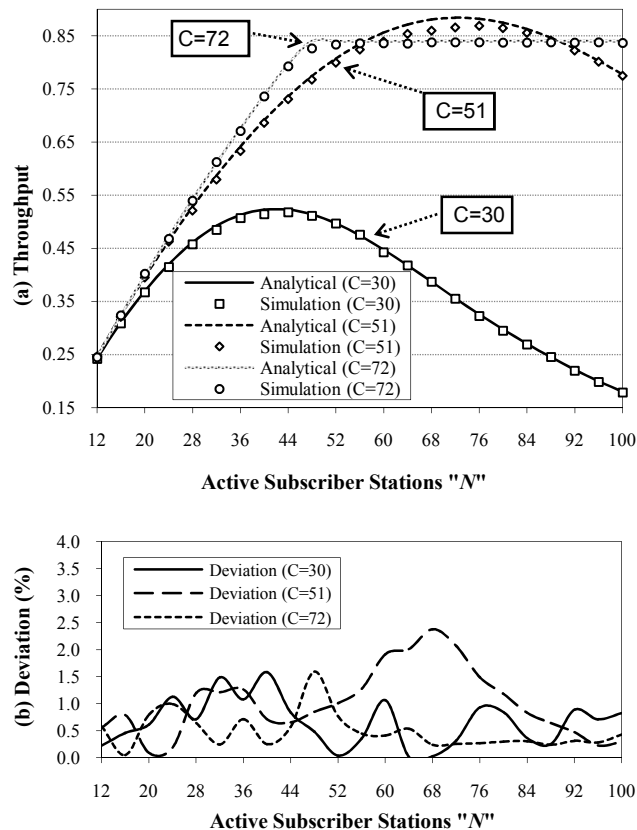 0.85
0.75
0.65
0.55
0.45
0.35
0.25
0.15
(a) Throughput
C=72
C=51
C=30
Analytical (C=30)
Simulation (C=30)
Analytical (C=51)
Simulation (C=51)
Analytical (C=72)
Simulation (C=72)
12 20 28 36 44 52 60 68 76 84 92 100
Active Subscriber Stations "N"
4.0
3.5
3.0
2.5
2.0
1.5
1.0
0.5
0.0
(b) Deviation (%)
Deviation (C=30)
Deviation (C=51)
Deviation (C=72)
12 20 28 36 44 52 60 68 76 84 92 100
Active Subscriber Stations "N"